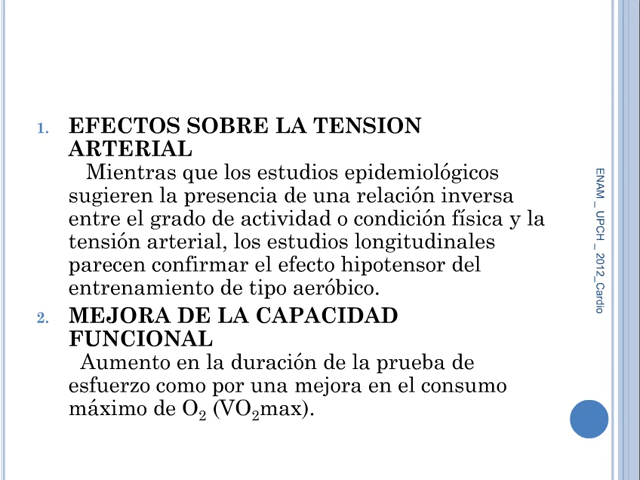 1. EFECTOS SOBRE LA TENSION
ARTERIAL
Mientras que los estudios epidemiológicos
sugieren la presencia de una relación inversa
entre el grado de actividad o condición física y la
tensión arterial, los estudios longitudinales
parecen confirmar el efecto hipotensor del
entrenamiento de tipo aeróbico.
2. MEJORA DE LA CAPACIDAD
FUNCIONAL
Aumento en la duración de la prueba de
esfuerzo como por una mejora en el consumo
máximo de O₂ (VO₂max).
ENAM _ UPCH _ 2012_Cardio